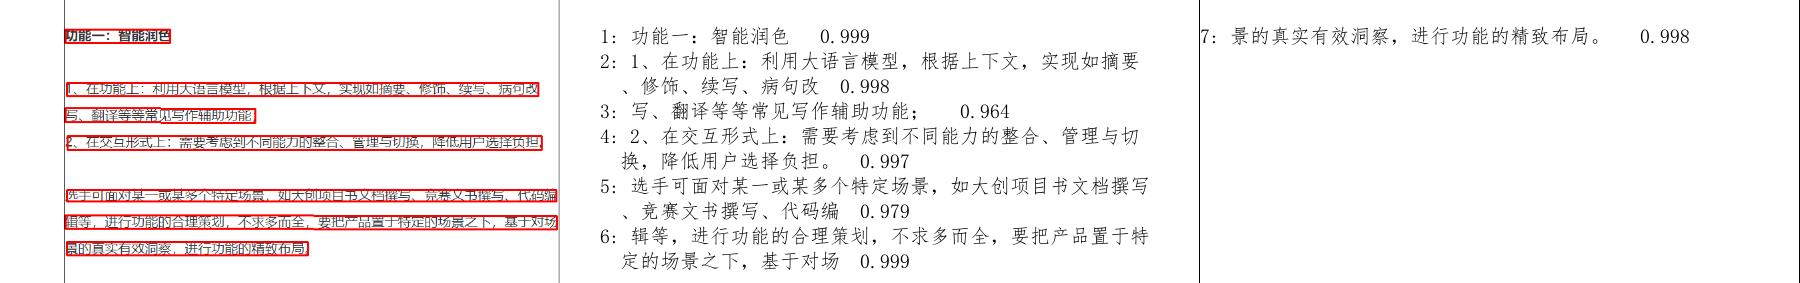 功能一：智能润色
1、在功能上：利用大语言模型，根据上下文，实现如摘要、修饰、续写、病句改
写、翻译等等常见写作辅助功能；
2、在交互形式上：需要考虑到不同能力的整合、管理与切换，降低用户选择负担。
选手可面对某一或某多个特定场景，如大创项目书文档撰写、竞赛文书撰写、代码编
辑等，进行功能的合理策划，不求多而全，要把产品置于特定的场景之下，基于对场
景的真实有效洞察，进行功能的精致布局。
1: 功能一：智能润色 0.999
2: 1、在功能上：利用大语言模型，根据上下文，实现如摘要
、修饰、续写、病句改 0.998
3: 写、翻译等等常见写作辅助功能； 0.964
4: 2、在交互形式上：需要考虑到不同能力的整合、管理与切
换，降低用户选择负担。 0.997
5: 选手可面对某一或某多个特定场景，如大创项目书文档撰写
、竞赛文书撰写、代码编 0.979
6: 辑等，进行功能的合理策划，不求多而全，要把产品置于特
定的场景之下，基于对场 0.999
7: 景的真实有效洞察，进行功能的精致布局。 0.998